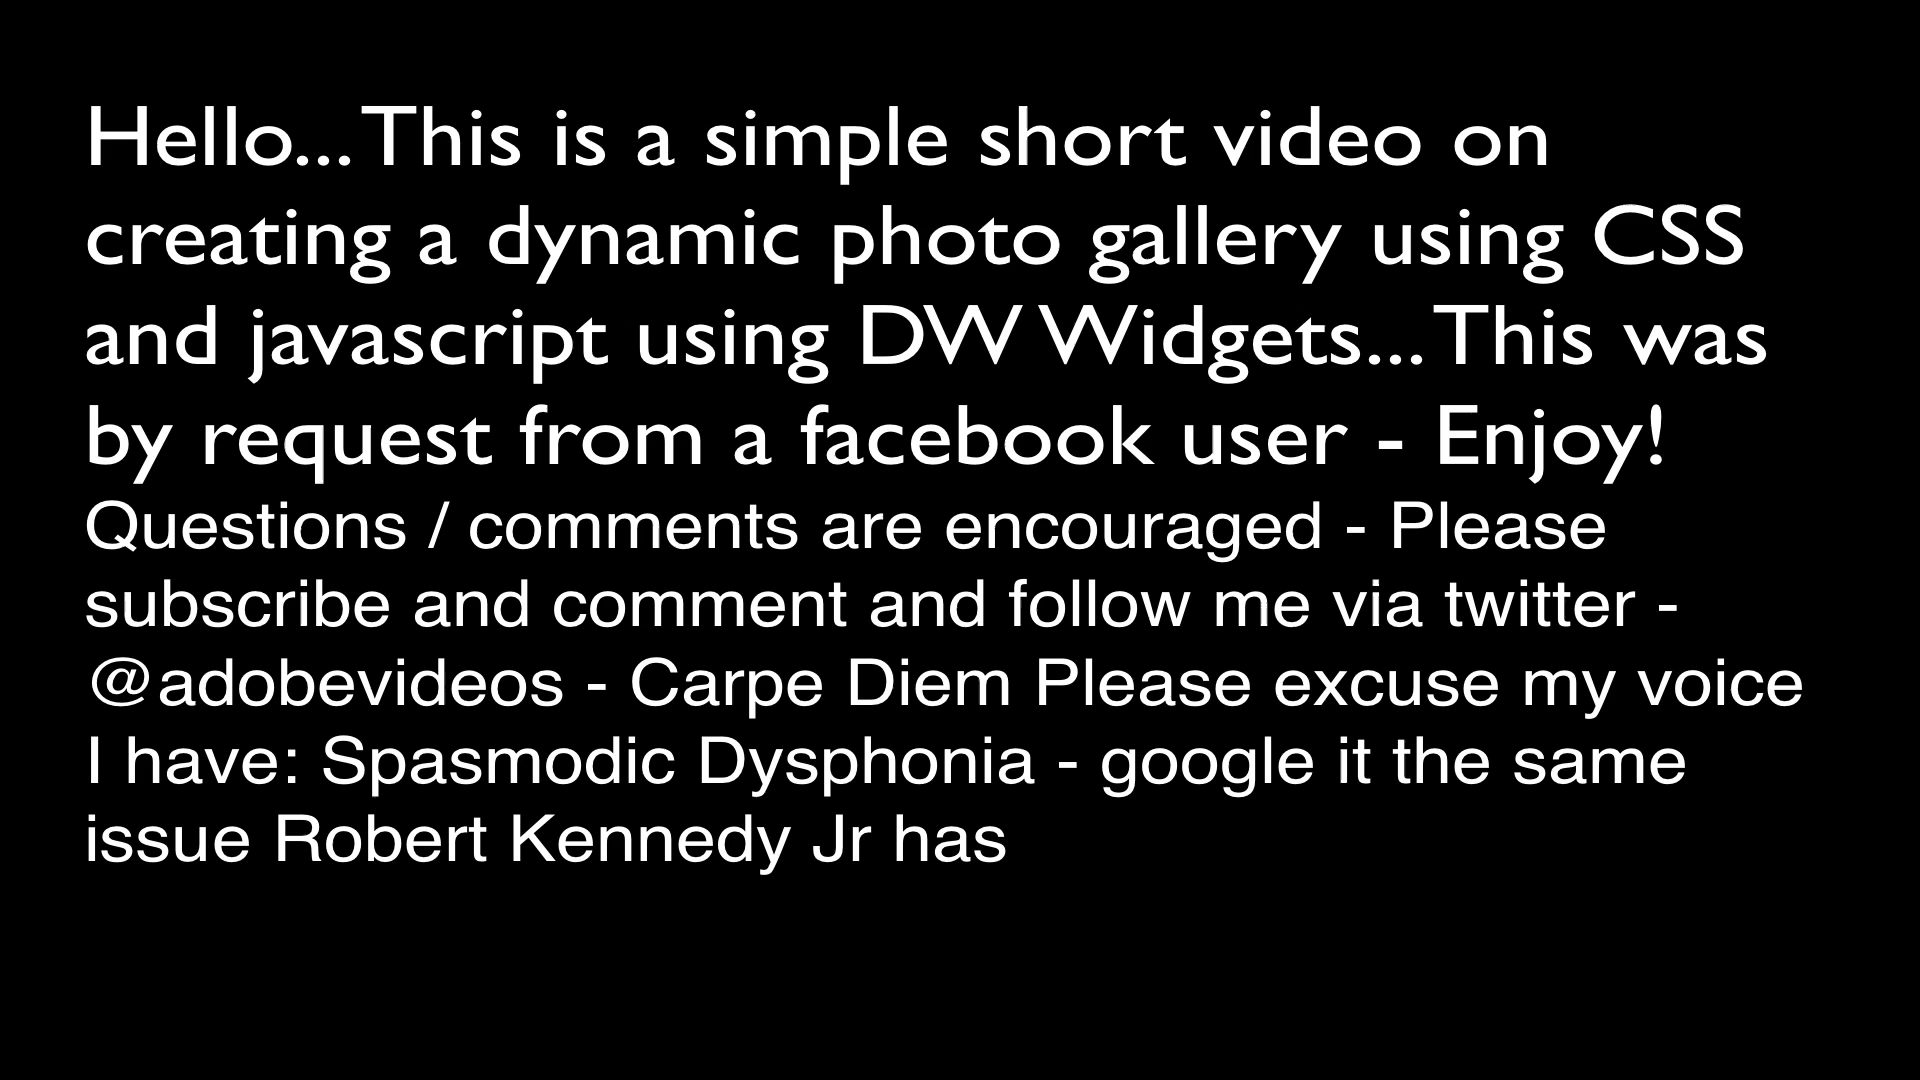 Hello... This is a simple short video on
creating a dynamic photo gallery using CSS
and javascript using DW Widgets... This was
by request from a facebook user - Enjoy!
Questions / comments are encouraged - Please
subscribe and comment and follow me via twitter -
@adobevideos - Carpe Diem Please excuse my voice
I have: Spasmodic Dysphonia - google it the same
issue Robert Kennedy Jr has